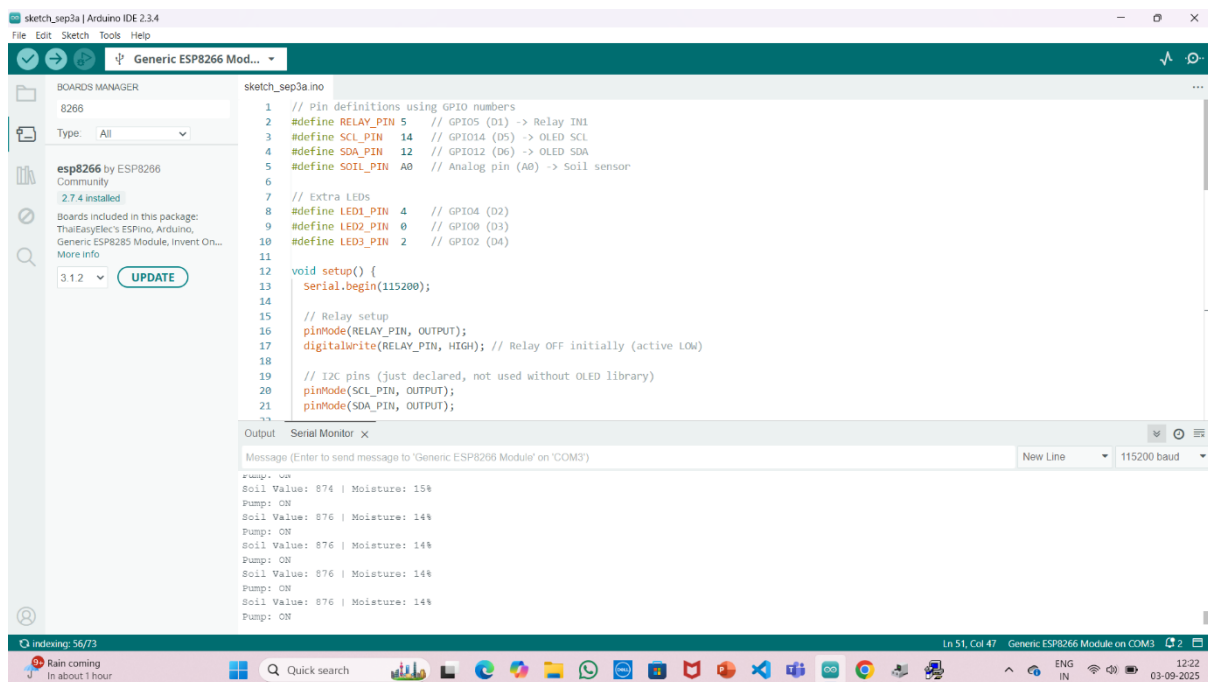 sketch_sep3a | Arduino IDE 2.3.4
File Edit Sketch Tools Help
Generic ESP8266 Mod...
BOARDS MANAGER
8266
Type: All
esp8266 by ESP8266
Community
2.7.4 installed
Boards included in this package:
ThaiEasyElec's ESPino, Arduino,
Generic ESP8285 Module, Invent On...
More info
3.1.2 UPDATE
sketch_sep3a.ino
1 // Pin definitions using GPIO numbers
2 #define RELAY_PIN 5 // GPIO5 (D1) -> Relay IN1
3 #define SCL_PIN 14 // GPIO14 (D5) -> OLED SCL
4 #define SDA_PIN 12 // GPIO12 (D6) -> OLED SDA
5 #define SOIL_PIN A0 // Analog pin (A0) -> Soil sensor
6
7 // Extra LEDs
8 #define LED1_PIN 4 // GPIO4 (D2)
9 #define LED2_PIN 0 // GPIO0 (D3)
10 #define LED3_PIN 2 // GPIO2 (D4)
11
12 void setup() {
13 Serial.begin(115200);
14
15 // Relay setup
16 pinMode(RELAY_PIN, OUTPUT);
17 digitalWrite(RELAY_PIN, HIGH); // Relay OFF initially (active LOW)
18
19 // I2C pins (just declared, not used without OLED library)
20 pinMode(SCL_PIN, OUTPUT);
21 pinMode(SDA_PIN, OUTPUT);
Output Serial Monitor
Message (Enter to send message to 'Generic ESP8266 Module' on 'COM3')
New Line 115200 baud
Pump: ON
Soil Value: 874 | Moisture: 15%
Pump: ON
Soil Value: 876 | Moisture: 14%
Pump: ON
Soil Value: 876 | Moisture: 14%
Pump: ON
Soil Value: 876 | Moisture: 14%
Pump: ON
Soil Value: 876 | Moisture: 14%
Pump: ON
indexing: 56/73
Ln 51, Col 47 Generic ESP8266 Module on COM3 2
9+
Rain coming
In about 1 hour
Quick search
ENG
IN
12:22
03-09-2025